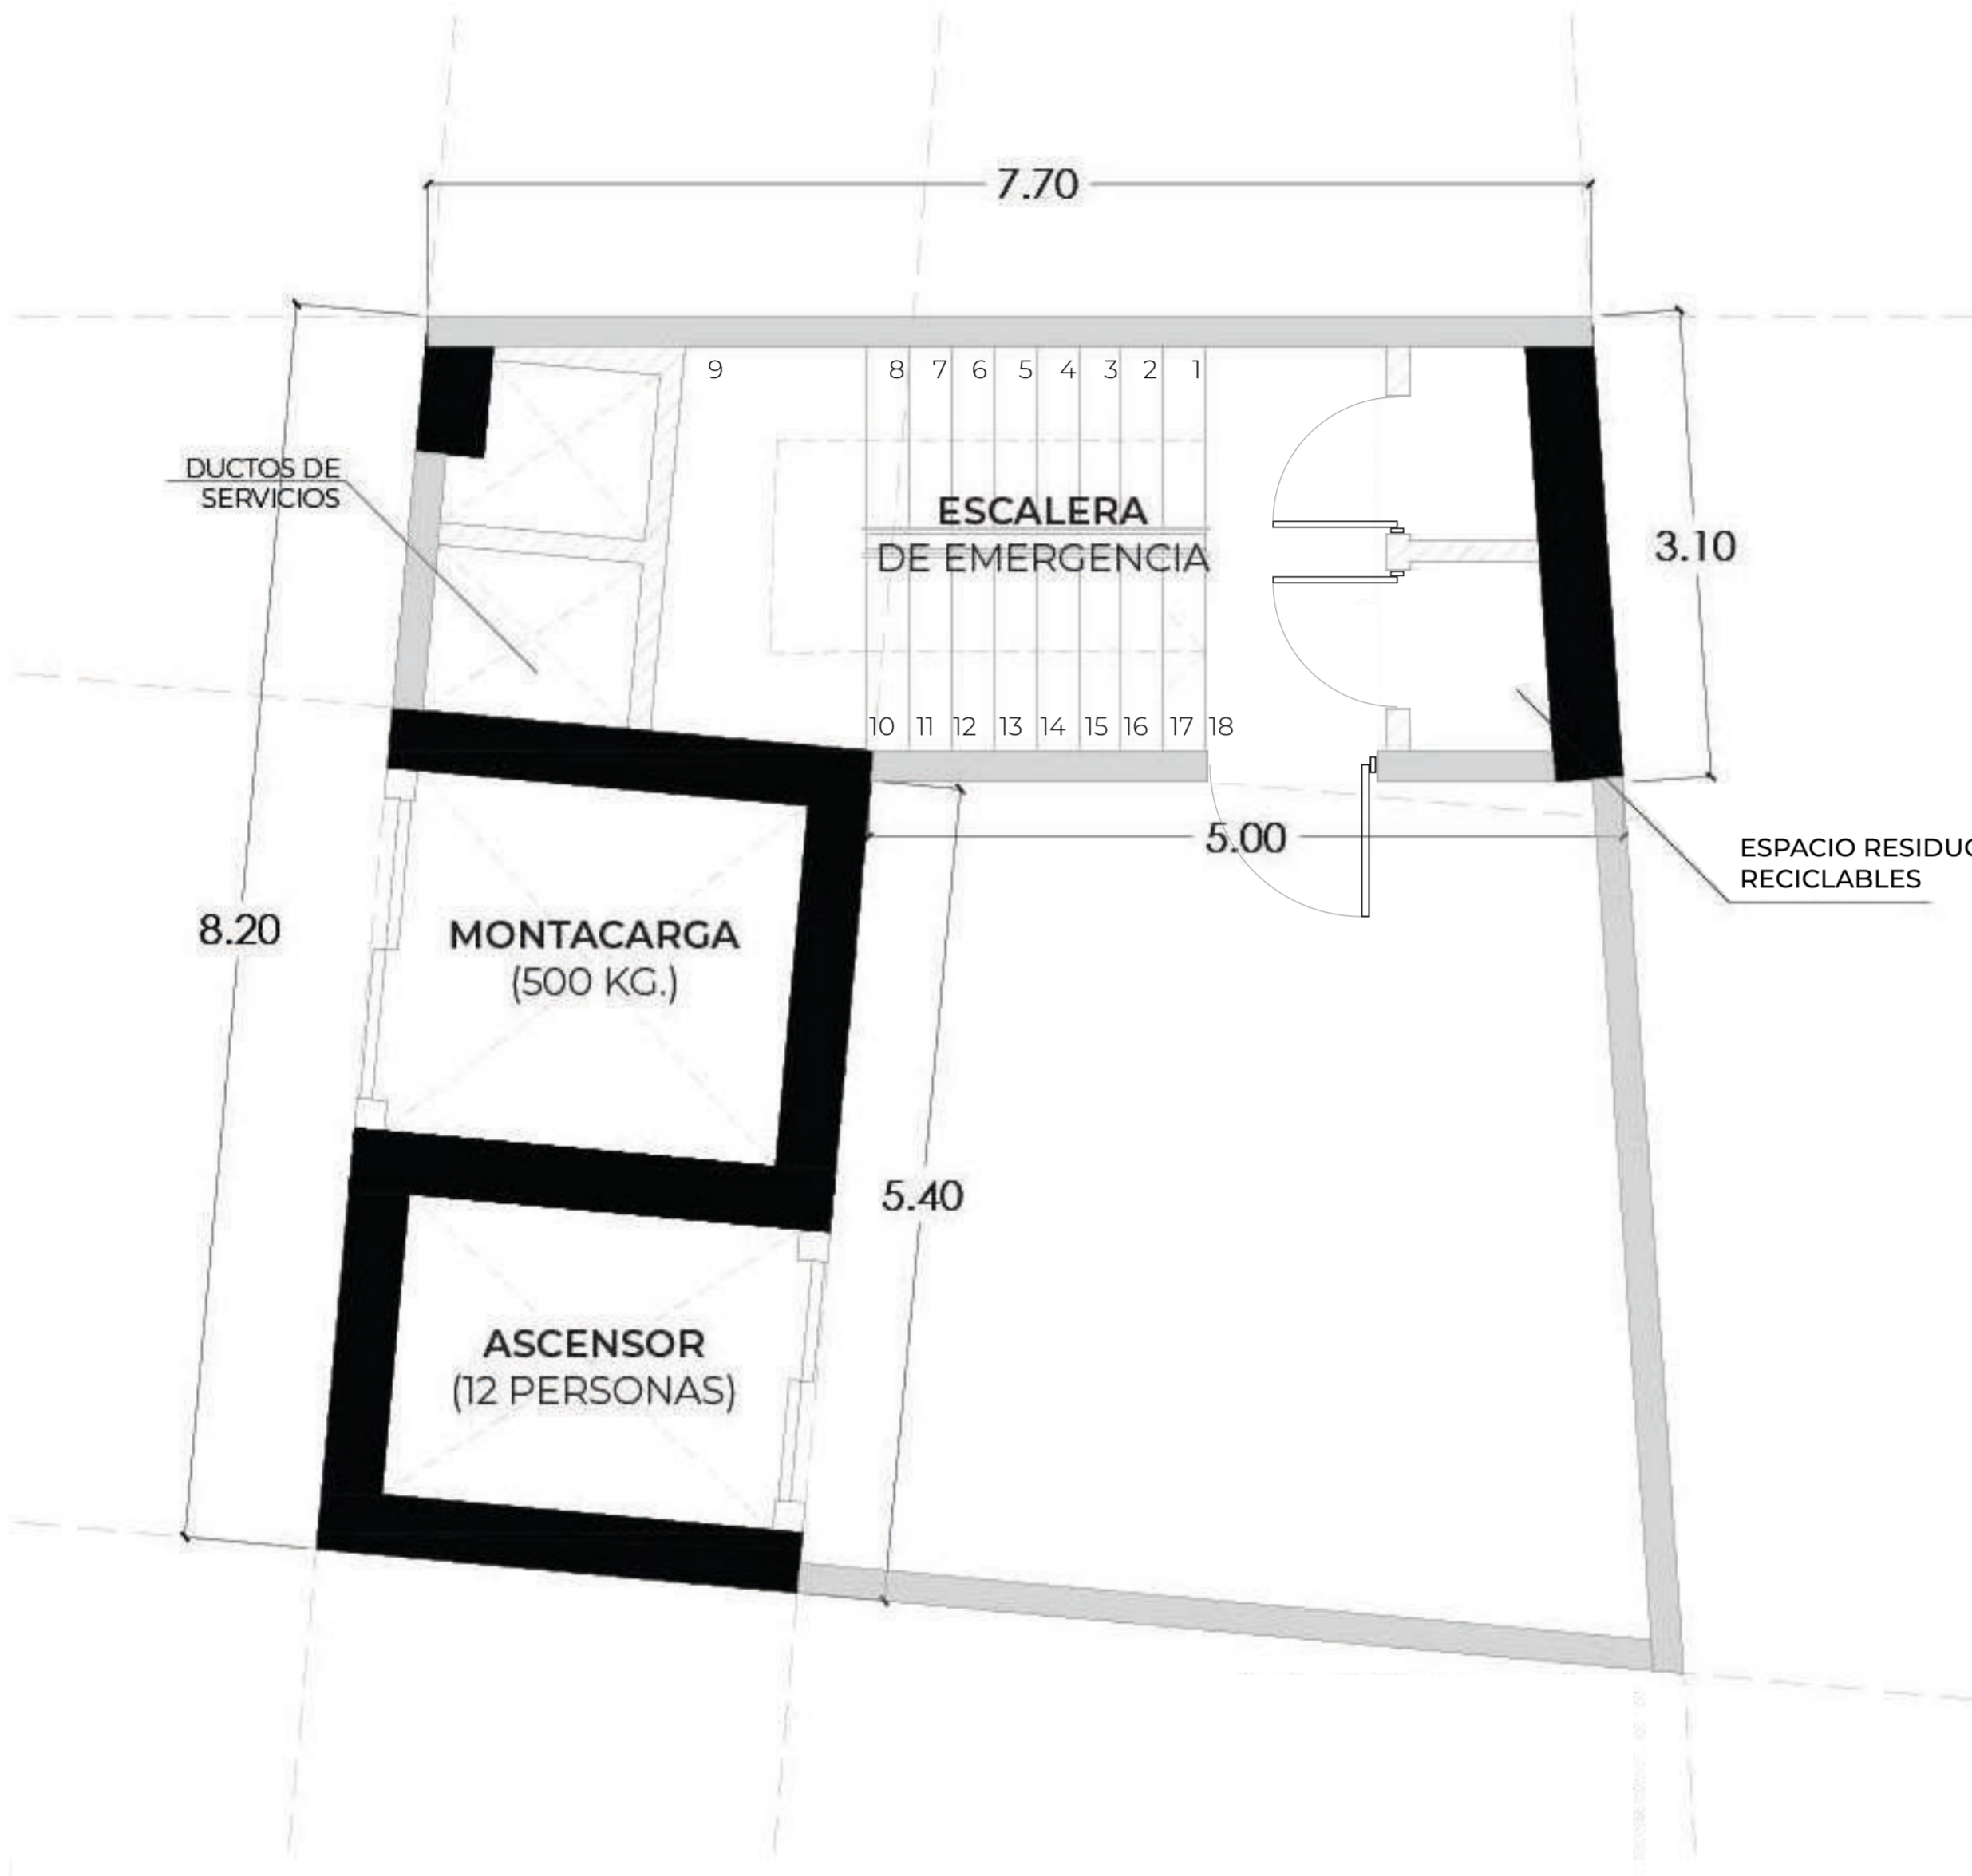 7.70
9 8 7 6 5 4 3 2 1
DUCTOS DE
SERVICIOS
ESCALERA
DE EMERGENCIA
3.10
10 11 12 13 14 15 16 17 18
5.00
ESPACIO RESIDUO
RECICLABLES
8.20
MONTACARGA
(500 KG.)
5.40
ASCENSOR
(12 PERSONAS)